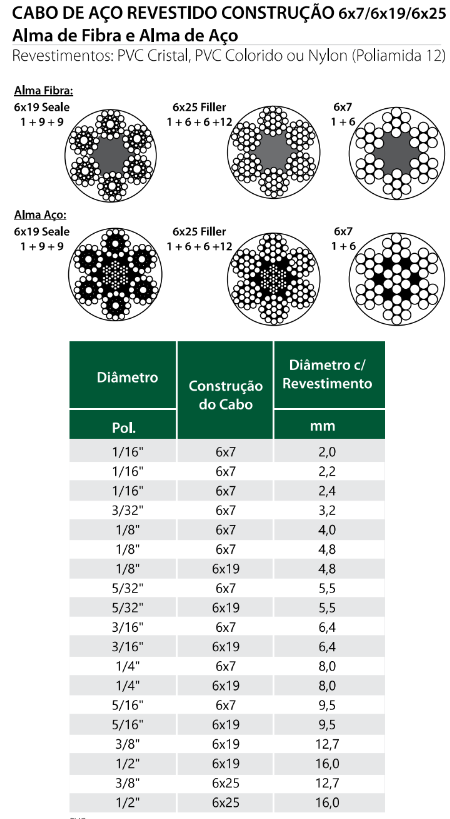 CABO DE AÇO REVESTIDO CONSTRUÇÃO 6x7/6x19/6x25
Alma de Fibra e Alma de Aço
Revestimentos: PVC Cristal, PVC Colorido ou Nylon (Poliamida 12)
Alma Fibra:
6x19 Seale 6x25 Filler 6x7
1 + 9 + 9 1 + 6 + 6 +12 1 + 6
Alma Aço:
6x19 Seale 6x25 Filler 6x7
1 + 9 + 9 1 + 6 + 6 +12 1 + 6
Diâmetro Construção do Cabo Diâmetro c/ Revestimento
Pol. mm
1/16" 6x7 2,0
1/16" 6x7 2,2
1/16" 6x7 2,4
3/32" 6x7 3,2
1/8" 6x7 4,0
1/8" 6x7 4,8
1/8" 6x19 4,8
5/32" 6x7 5,5
5/32" 6x19 5,5
3/16" 6x7 6,4
3/16" 6x19 6,4
1/4" 6x7 8,0
1/4" 6x19 8,0
5/16" 6x7 9,5
5/16" 6x19 9,5
3/8" 6x19 12,7
1/2" 6x19 16,0
3/8" 6x25 12,7
1/2" 6x25 16,0